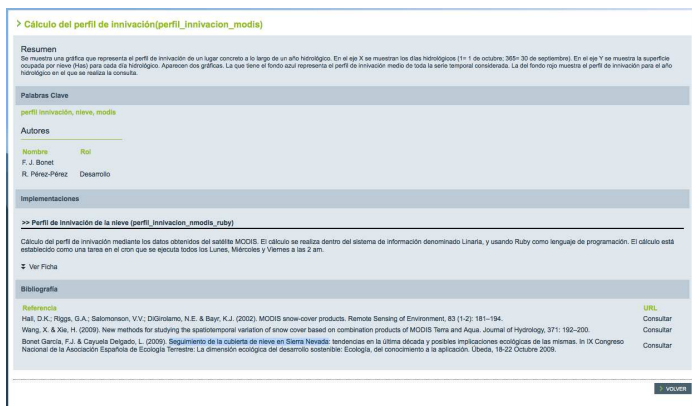 > Cálculo del perfil de innivación(perfil_innivacion_modis)
Resumen
Se muestra una gráfica que representa el perfil de innivación de un lugar concreto a lo largo de un año hidrológico. En el eje X se muestran los días hidrológicos (1= 1 de octubre; 365= 30 de septiembre). En el eje Y se muestra la superficie
ocupada por nieve (Has) para cada día hidrológico. Aparecen dos gráficas. La que tiene el fondo azul representa el perfil de innivación medio de toda la serie temporal considerada. La del fondo rojo muestra el perfil de innivación para el año
hidrológico en el que se realiza la consulta.
Palabras Clave
perfil innivación, nieve, modis
Autores
Nombre Rol
F. J. Bonet
R. Pérez-Pérez Desarrollo
Implementaciones
>> Perfil de innivación de la nieve (perfil_innivacion_nmodis_ruby)
Cálculo del perfil de innivación mediante los datos obtenidos del satélite MODIS. El cálculo se realiza dentro del sistema de información denominado Linaria, y usando Ruby como lenguaje de programación. El cálculo está
establecido como una tarea en el cron que se ejecuta todos los Lunes, Miércoles y Viernes a las 2 am.
Ver Ficha
Bibliografía
Referencia URL
Hall, D.K.; Riggs, G.A.; Salomonson, V.V.; DiGirolamo, N.E. & Bayr, K.J. (2002). MODIS snow-cover products. Remote Sensing of Environment, 83 (1-2): 181–194. Consultar
Wang, X. & Xie, H. (2009). New methods for studying the spatiotemporal variation of snow cover based on combination products of MODIS Terra and Aqua. Journal of Hydrology, 371: 192–200. Consultar
Bonet García, F.J. & Cayuela Delgado, L. (2009). Seguimiento de la cubierta de nieve en Sierra Nevada: tendencias en la última década y posibles implicaciones ecológicas de las mismas. In IX Congreso
Nacional de la Asociación Española de Ecología Terrestre: La dimensión ecológica del desarrollo sostenible: Ecología, del conocimiento a la aplicación. Úbeda, 18-22 Octubre 2009. Consultar
> VOLVER